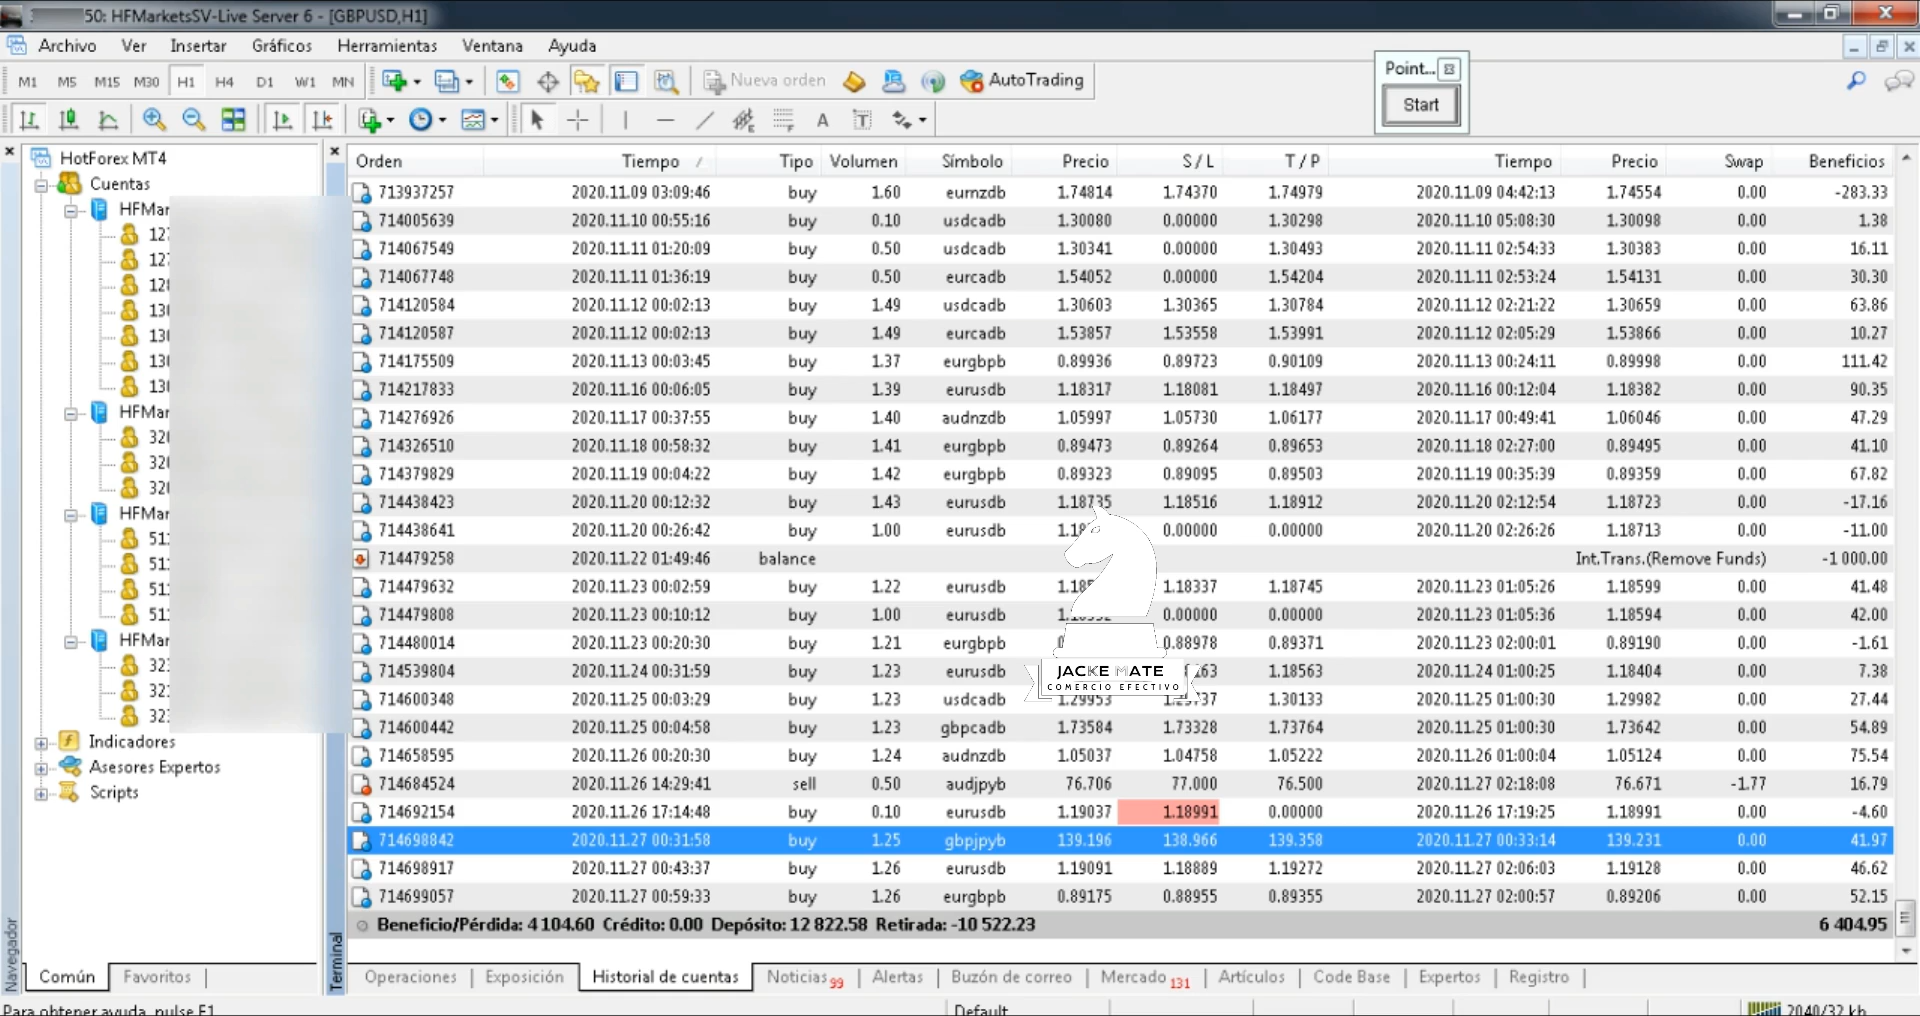 50: HFMarketsSV-Live Server 6 - [GBPUSD,H1]
Archivo Ver Insertar Gráficos Herramientas Ventana Ayuda
M1 M5 M15 M30 H1 H4 D1 W1 MN Nueva orden AutoTrading
Point...
Start
HotForex MT4
Cuentas
HFMar
127
127
128
130
130
130
130
HFMar
320
320
320
HFMar
511
511
511
511
HFMar
323
323
323
Indicadores
Asesores Expertos
Scripts
Común Favoritos
Navegador
Terminal
Orden Tiempo / Tipo Volumen Símbolo Precio S / L T / P Tiempo Precio Swap Beneficios
713937257 2020.11.09 03:09:46 buy 1.60 eurnzdb 1.74814 1.74370 1.74979 2020.11.09 04:42:13 1.74554 0.00 -283.33
714005639 2020.11.10 00:55:16 buy 0.10 usdcadb 1.30080 0.00000 1.30298 2020.11.10 05:08:30 1.30098 0.00 1.38
714067549 2020.11.11 01:20:09 buy 0.50 usdcadb 1.30341 0.00000 1.30493 2020.11.11 02:54:33 1.30383 0.00 16.11
714067748 2020.11.11 01:36:19 buy 0.50 eurcadb 1.54052 0.00000 1.54204 2020.11.11 02:53:24 1.54131 0.00 30.30
714120584 2020.11.12 00:02:13 buy 1.49 usdcadb 1.30603 1.30365 1.30784 2020.11.12 02:21:22 1.30659 0.00 63.86
714120587 2020.11.12 00:02:13 buy 1.49 eurcadb 1.53857 1.53558 1.53991 2020.11.12 02:05:29 1.53866 0.00 10.27
714175509 2020.11.13 00:03:45 buy 1.37 eurgbpb 0.89936 0.89723 0.90109 2020.11.13 00:24:11 0.89998 0.00 111.42
714217833 2020.11.16 00:06:05 buy 1.39 eurusdb 1.18317 1.18081 1.18497 2020.11.16 00:12:04 1.18382 0.00 90.35
714276926 2020.11.17 00:37:55 buy 1.40 audnzdb 1.05997 1.05730 1.06177 2020.11.17 00:49:41 1.06046 0.00 47.29
714326510 2020.11.18 00:58:32 buy 1.41 eurgbpb 0.89473 0.89264 0.89653 2020.11.18 02:27:00 0.89495 0.00 41.10
714379829 2020.11.19 00:04:22 buy 1.42 eurgbpb 0.89323 0.89095 0.89503 2020.11.19 00:35:39 0.89359 0.00 67.82
714438423 2020.11.20 00:12:32 buy 1.43 eurusdb 1.18735 1.18516 1.18912 2020.11.20 02:12:54 1.18723 0.00 -17.16
714438641 2020.11.20 00:26:42 buy 1.00 eurusdb 0.00000 0.00000 2020.11.20 02:26:26 1.18713 0.00 -11.00
714479258 2020.11.22 01:49:46 balance Int.Trans.(Remove Funds) -1 000.00
714479632 2020.11.23 00:02:59 buy 1.22 eurusdb 1.18337 1.18745 2020.11.23 01:05:26 1.18599 0.00 41.48
714479808 2020.11.23 00:10:12 buy 1.00 eurusdb 0.00000 0.00000 2020.11.23 01:05:36 1.18594 0.00 42.00
714480014 2020.11.23 00:20:30 buy 1.21 eurgbpb 0.88978 0.89371 2020.11.23 02:00:01 0.89190 0.00 -1.61
714539804 2020.11.24 00:31:59 buy 1.23 eurusdb 1.18563 2020.11.24 01:00:25 1.18404 0.00 7.38
714600348 2020.11.25 00:03:29 buy 1.23 usdcadb 1.29953 1.30133 2020.11.25 01:00:30 1.29982 0.00 27.44
714600442 2020.11.25 00:04:58 buy 1.23 gbpcadb 1.73584 1.73328 1.73764 2020.11.25 01:00:30 1.73642 0.00 54.89
714658595 2020.11.26 00:20:30 buy 1.24 audnzdb 1.05037 1.04758 1.05222 2020.11.26 01:00:04 1.05124 0.00 75.54
714684524 2020.11.26 14:29:41 sell 0.50 audjpyb 76.706 77.000 76.500 2020.11.27 02:18:08 76.671 -1.77 16.79
714692154 2020.11.26 17:14:48 buy 0.10 eurusdb 1.19037 1.18991 0.00000 2020.11.26 17:19:25 1.18991 0.00 -4.60
714698842 2020.11.27 00:31:58 buy 1.25 gbpjpyb 139.196 138.966 139.358 2020.11.27 00:33:14 139.231 0.00 41.97
714698917 2020.11.27 00:43:37 buy 1.26 eurusdb 1.19091 1.18889 1.19272 2020.11.27 02:06:03 1.19128 0.00 46.62
714699057 2020.11.27 00:59:33 buy 1.26 eurgbpb 0.89175 0.88955 0.89355 2020.11.27 02:00:57 0.89206 0.00 52.15
Beneficio/Pérdida: 4 104.60 Crédito: 0.00 Depósito: 12 822.58 Retirada: -10 522.23 6 404.95
JACKE MATE
COMERCIO EFECTIVO
Operaciones Exposición Historial de cuentas Noticias 99 Alertas Buzón de correo Mercado 131 Artículos Code Base Expertos Registro
Para obtener ayuda, pulse F1 Default 2040/32 kb